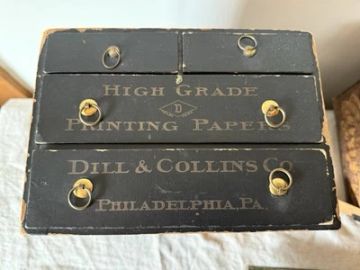 HIGH GRADE
D
PRINTING PAPERS
DILL & COLLINS CO.
PHILADELPHIA, PA.